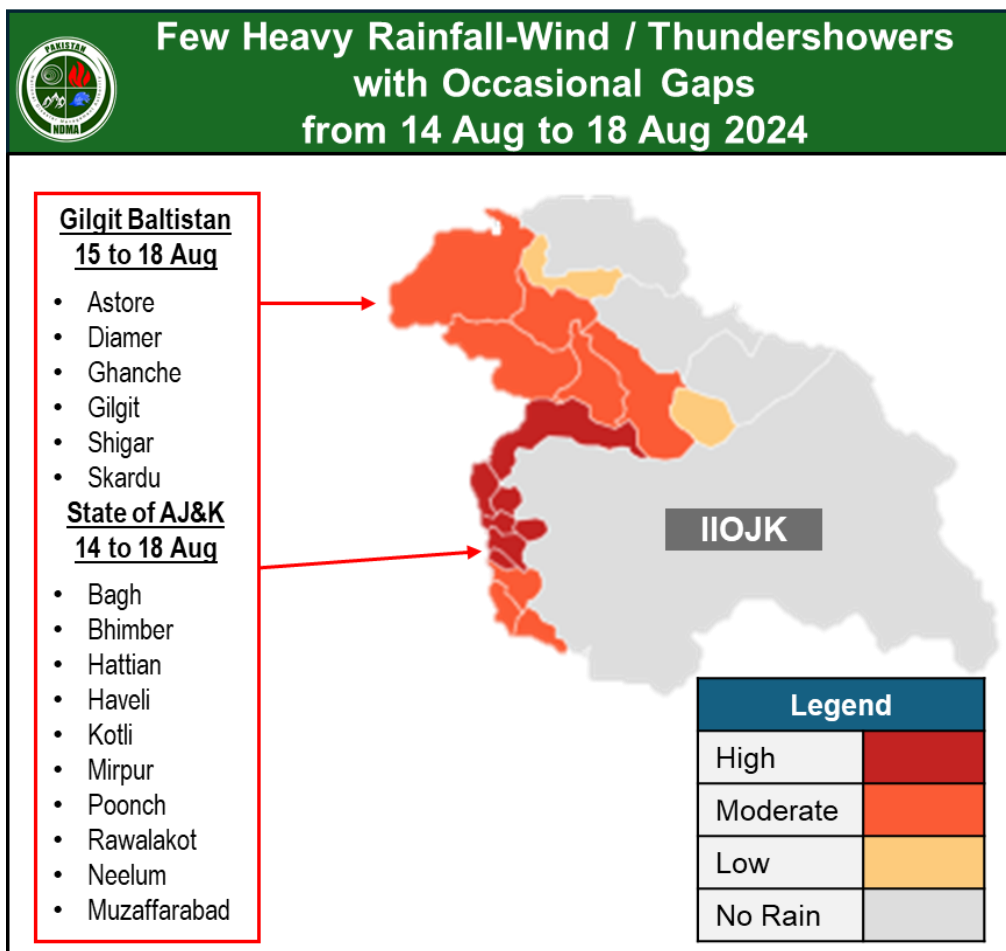 PAKISTAN
NDMA
Few Heavy Rainfall-Wind / Thundershowers
with Occasional Gaps
from 14 Aug to 18 Aug 2024
Gilgit Baltistan
15 to 18 Aug
• Astore
• Diamer
• Ghanche
• Gilgit
• Shigar
• Skardu
State of AJ&K
14 to 18 Aug
• Bagh
• Bhimber
• Hattian
• Haveli
• Kotli
• Mirpur
• Poonch
• Rawalakot
• Neelum
• Muzaffarabad
IIOJK
Legend
High
Moderate
Low
No Rain